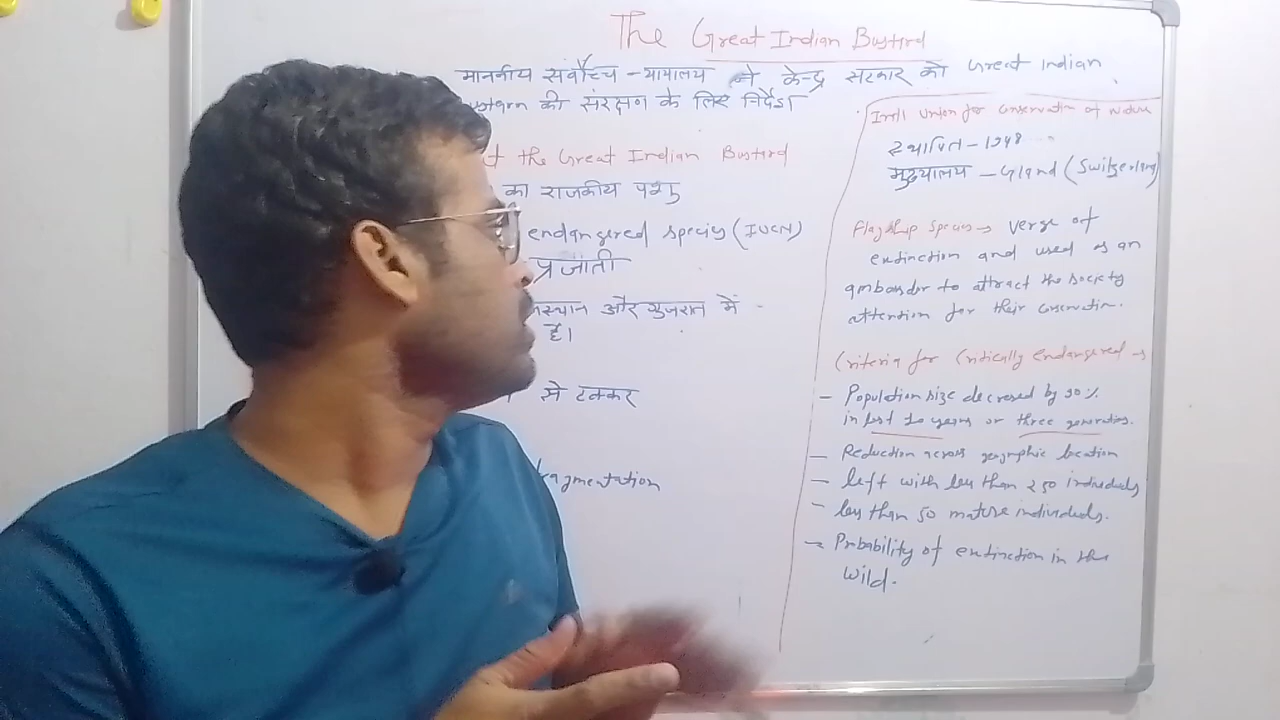 The Great Indian Bustard
माननीय सर्वोच्च न्यायालय ने केन्द्र सरकार को Great Indian
की संरक्षण के लिए निर्देश
the Great Indian Bustard
का राजकीय पशु
endangered species (IUCN)
प्रजाती
और गुजरात में -
है।
से टक्कर
fragmentation
Intl Union for Conservation of Nature
स्थापित - 1948
मुख्यालय - Gland (Switzerland)
Flagship Species → Verge of
extinction and used as an
ambassador to attract the society
attention for their conservation.
Criteria for Critically Endangered →
- Population size decreased by 90%
in last 10 years or three generations.
- Reduction across geographic location
- left with less than 250 individuals
- less than 50 mature individuals.
→ Probability of extinction in the
wild.